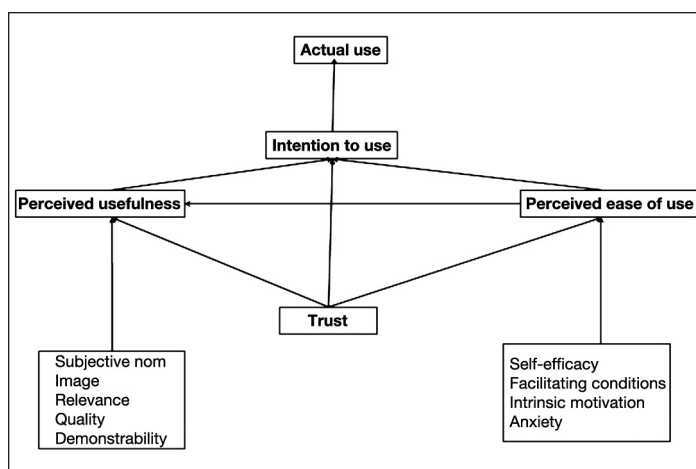 Actual use
Intention to use
Perceived usefulness
Perceived ease of use
Trust
Subjective nom
Image
Relevance
Quality
Demonstrability
Self-efficacy
Facilitating conditions
Intrinsic motivation
Anxiety